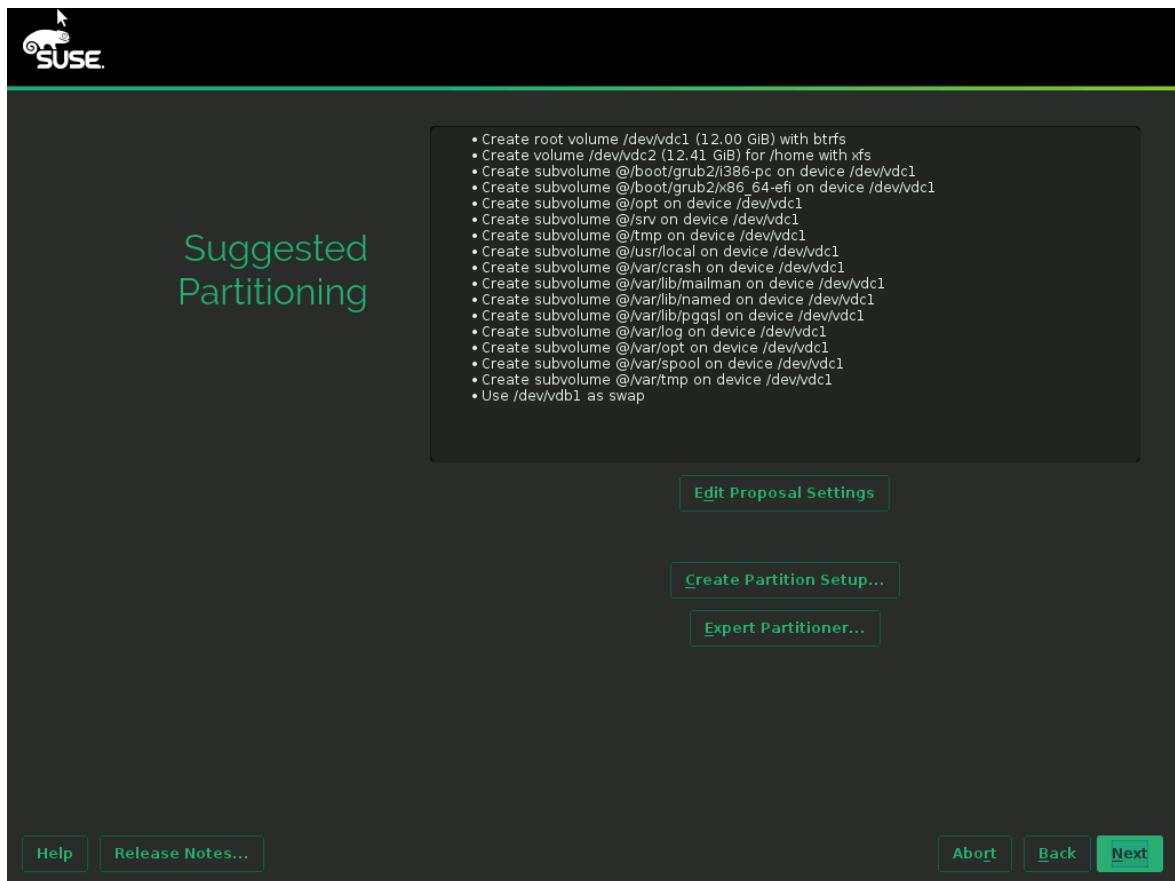 SUSE.
Suggested
Partitioning
• Create root volume /dev/vdc1 (12.00 GiB) with btrfs
• Create volume /dev/vdc2 (12.41 GiB) for /home with xfs
• Create subvolume @/boot/grub2/i386-pc on device /dev/vdc1
• Create subvolume @/boot/grub2/x86_64-efi on device /dev/vdc1
• Create subvolume @/opt on device /dev/vdc1
• Create subvolume @/srv on device /dev/vdc1
• Create subvolume @/tmp on device /dev/vdc1
• Create subvolume @/usr/local on device /dev/vdc1
• Create subvolume @/var/crash on device /dev/vdc1
• Create subvolume @/var/lib/mailman on device /dev/vdc1
• Create subvolume @/var/lib/named on device /dev/vdc1
• Create subvolume @/var/lib/pgqsl on device /dev/vdc1
• Create subvolume @/var/log on device /dev/vdc1
• Create subvolume @/var/opt on device /dev/vdc1
• Create subvolume @/var/spool on device /dev/vdc1
• Create subvolume @/var/tmp on device /dev/vdc1
• Use /dev/vdb1 as swap
Edit Proposal Settings
Create Partition Setup...
Expert Partitioner...
Help
Release Notes...
Abort
Back
Next